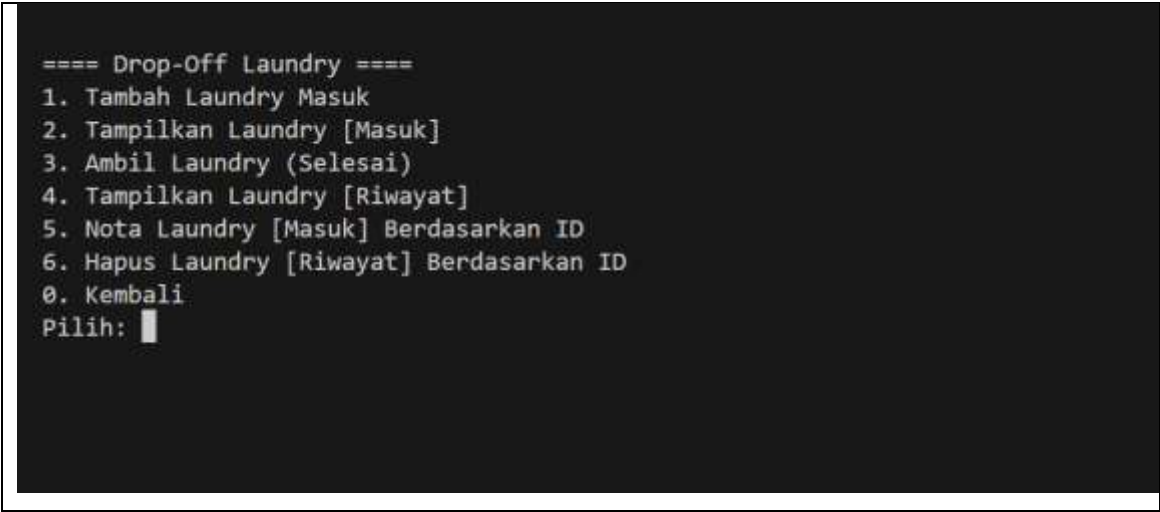 ==== Drop-Off Laundry ====
1. Tambah Laundry Masuk
2. Tampilkan Laundry [Masuk]
3. Ambil Laundry (Selesai)
4. Tampilkan Laundry [Riwayat]
5. Nota Laundry [Masuk] Berdasarkan ID
6. Hapus Laundry [Riwayat] Berdasarkan ID
0. Kembali
Pilih: